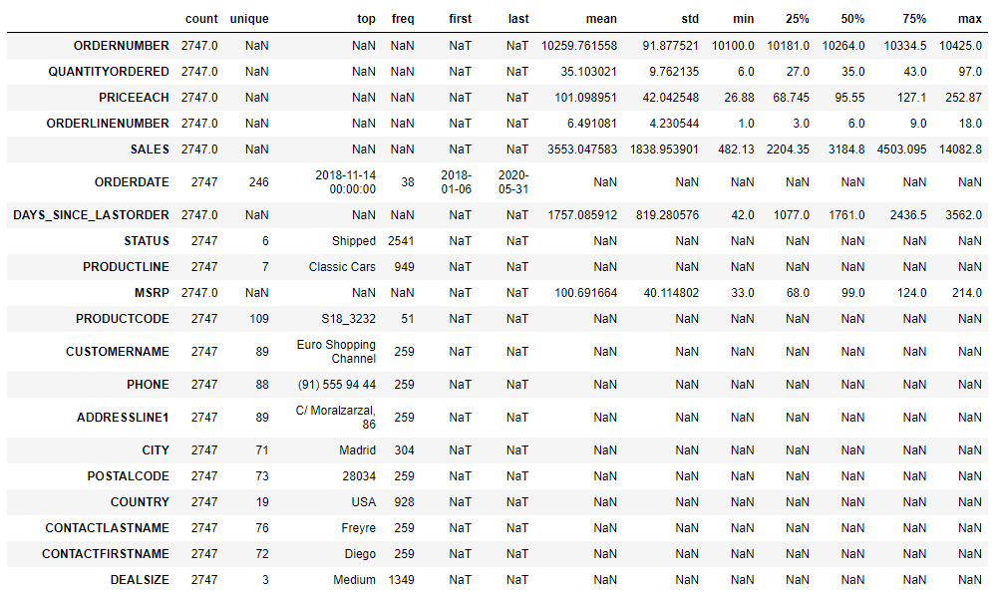 count unique top freq first last mean std min 25% 50% 75% max
ORDERNUMBER 2747.0 NaN NaN NaN NaT NaT 10259.761558 91.877521 10100.0 10181.0 10264.0 10334.5 10425.0
QUANTITYORDERED 2747.0 NaN NaN NaN NaT NaT 35.103021 9.762135 6.0 27.0 35.0 43.0 97.0
PRICEEACH 2747.0 NaN NaN NaN NaT NaT 101.098951 42.042548 26.88 68.745 95.55 127.1 252.87
ORDERLINENUMBER 2747.0 NaN NaN NaN NaT NaT 6.491081 4.230544 1.0 3.0 6.0 9.0 18.0
SALES 2747.0 NaN NaN NaN NaT NaT 3553.047583 1838.953901 482.13 2204.35 3184.8 4503.095 14082.8
2018-11-14 2018- 2020-
ORDERDATE 2747 246 38 NaN NaN NaN NaN NaN NaN NaN
00:00:00 01-06 05-31
DAYS_SINCE_LASTORDER 2747.0 NaN NaN NaN NaT NaT 1757.085912 819.280576 42.0 1077.0 1761.0 2436.5 3562.0
STATUS 2747 6 Shipped 2541 NaT NaT NaN NaN NaN NaN NaN NaN NaN
PRODUCTLINE 2747 7 Classic Cars 949 NaT NaT NaN NaN NaN NaN NaN NaN NaN
MSRP 2747.0 NaN NaN NaN NaT NaT 100.691664 40.114802 33.0 68.0 99.0 124.0 214.0
PRODUCTCODE 2747 109 S18_3232 51 NaT NaT NaN NaN NaN NaN NaN NaN NaN
Euro Shopping
CUSTOMERNAME 2747 89 259 NaT NaT NaN NaN NaN NaN NaN NaN NaN
Channel
PHONE 2747 88 (91) 555 94 44 259 NaT NaT NaN NaN NaN NaN NaN NaN NaN
C/ Moralzarzal,
ADDRESSLINE1 2747 89 259 NaT NaT NaN NaN NaN NaN NaN NaN NaN
86
CITY 2747 71 Madrid 304 NaT NaT NaN NaN NaN NaN NaN NaN NaN
POSTALCODE 2747 73 28034 259 NaT NaT NaN NaN NaN NaN NaN NaN NaN
COUNTRY 2747 19 USA 928 NaT NaT NaN NaN NaN NaN NaN NaN NaN
CONTACTLASTNAME 2747 76 Freyre 259 NaT NaT NaN NaN NaN NaN NaN NaN NaN
CONTACTFIRSTNAME 2747 72 Diego 259 NaT NaT NaN NaN NaN NaN NaN NaN NaN
DEALSIZE 2747 3 Medium 1349 NaT NaT NaN NaN NaN NaN NaN NaN NaN